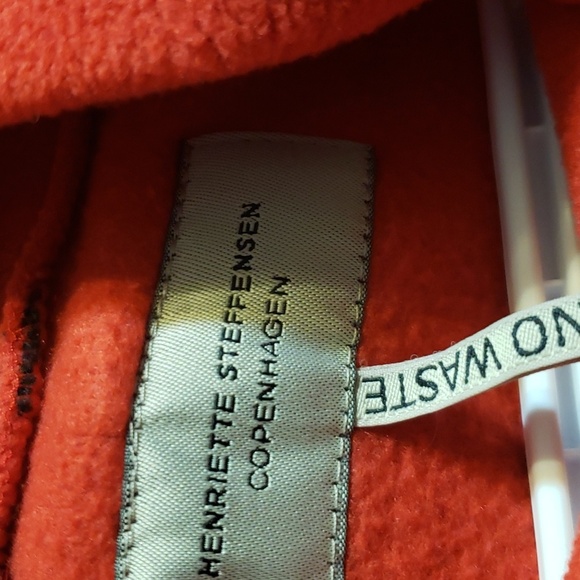 HENRIETTE STEFFENSEN
COPENHAGEN
NO WASTE